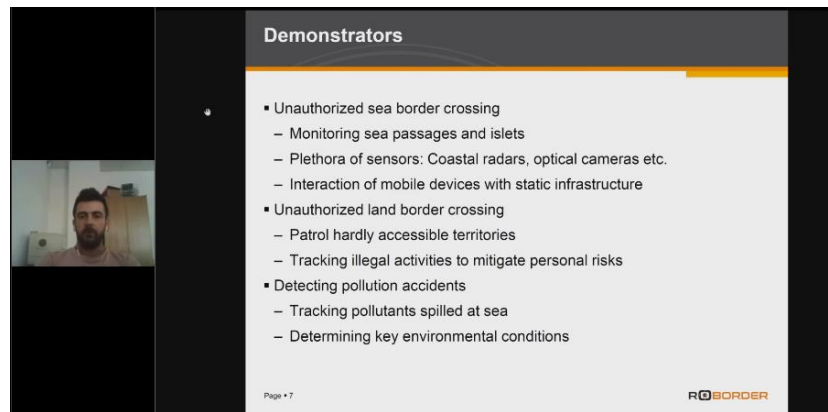 Demonstrators
▪ Unauthorized sea border crossing
– Monitoring sea passages and islets
– Plethora of sensors: Coastal radars, optical cameras etc.
– Interaction of mobile devices with static infrastructure
▪ Unauthorized land border crossing
– Patrol hardly accessible territories
– Tracking illegal activities to mitigate personal risks
▪ Detecting pollution accidents
– Tracking pollutants spilled at sea
– Determining key environmental conditions
Page ▪ 7
ROBORDER